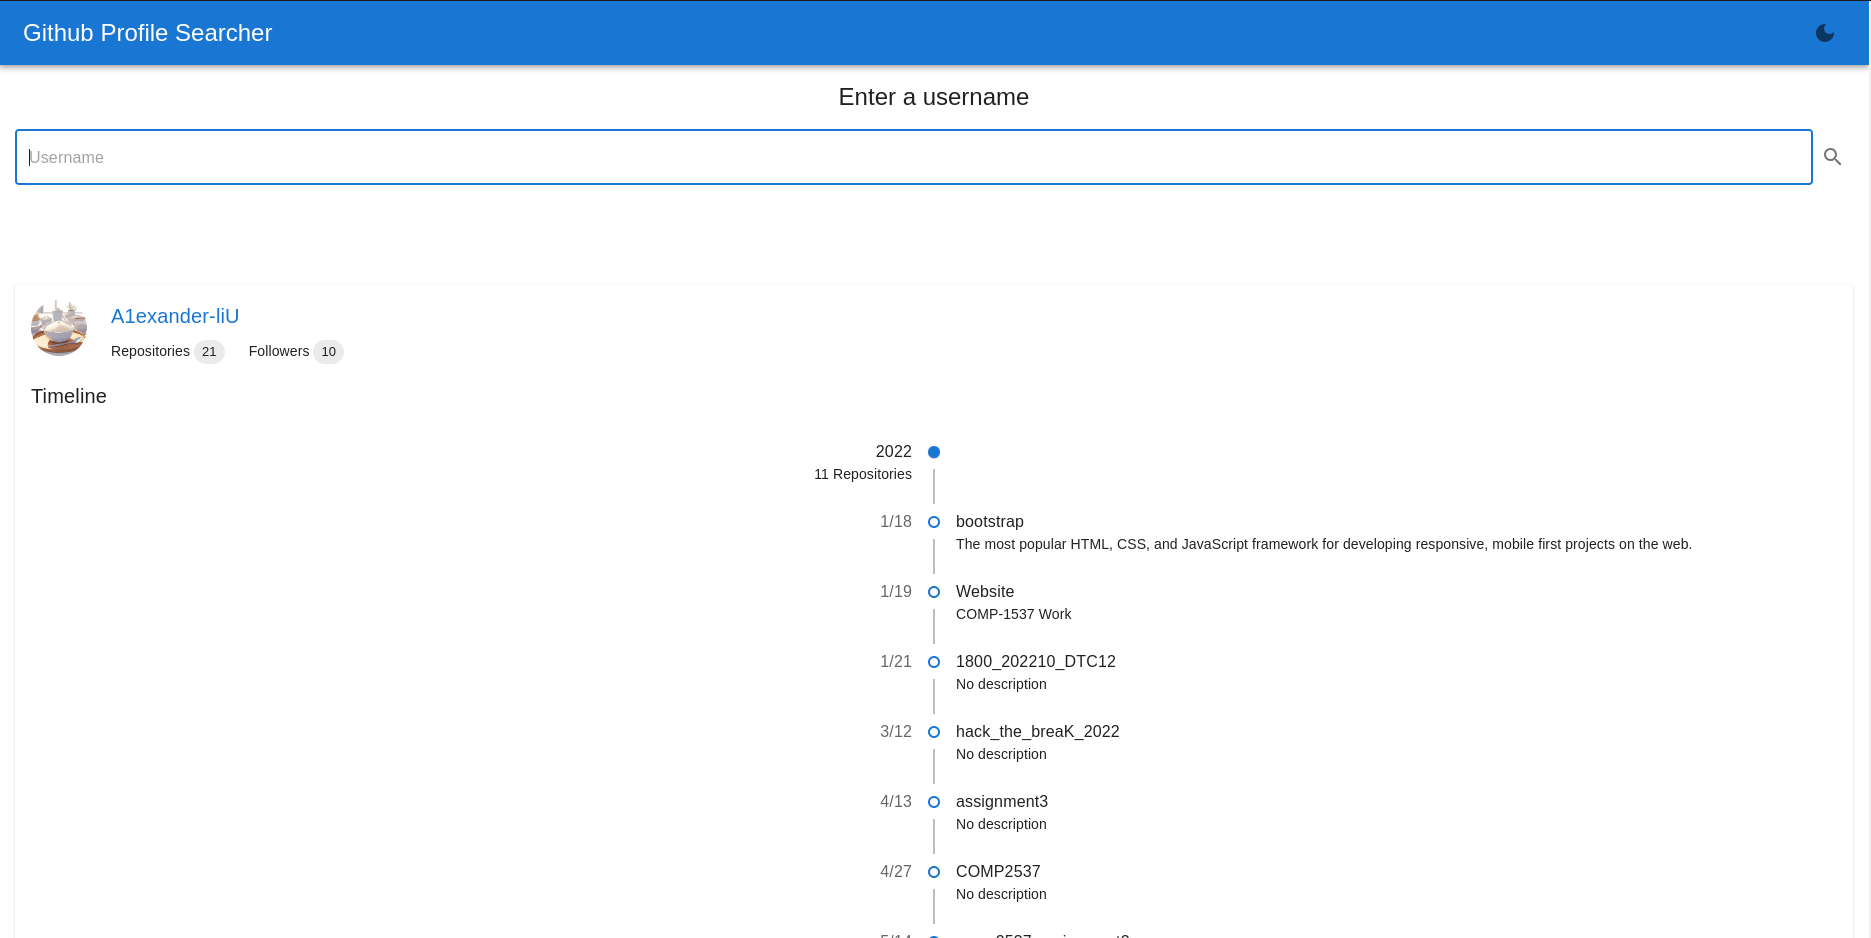 Github Profile Searcher
Enter a username
Username
A1exander-liU
Repositories 21 Followers 10
Timeline
2022
11 Repositories
1/18 bootstrap
The most popular HTML, CSS, and JavaScript framework for developing responsive, mobile first projects on the web.
1/19 Website
COMP-1537 Work
1/21 1800_202210_DTC12
No description
3/12 hack_the_breaK_2022
No description
4/13 assignment3
No description
4/27 COMP2537
No description